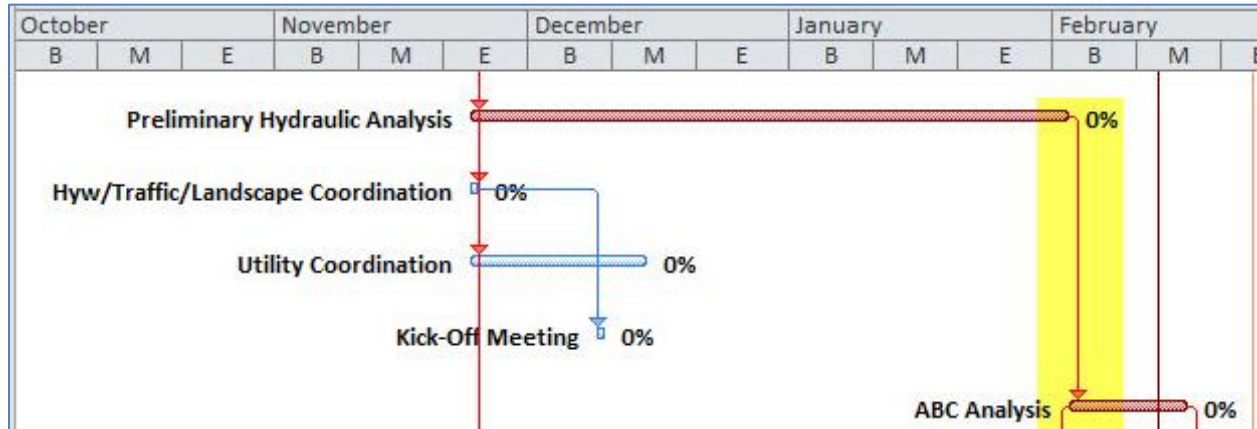 October November December January February
B M E B M E B M E B M E B M E
Preliminary Hydraulic Analysis 0%
Hyw/Traffic/Landscape Coordination 0%
Utility Coordination 0%
Kick-Off Meeting 0%
ABC Analysis 0%